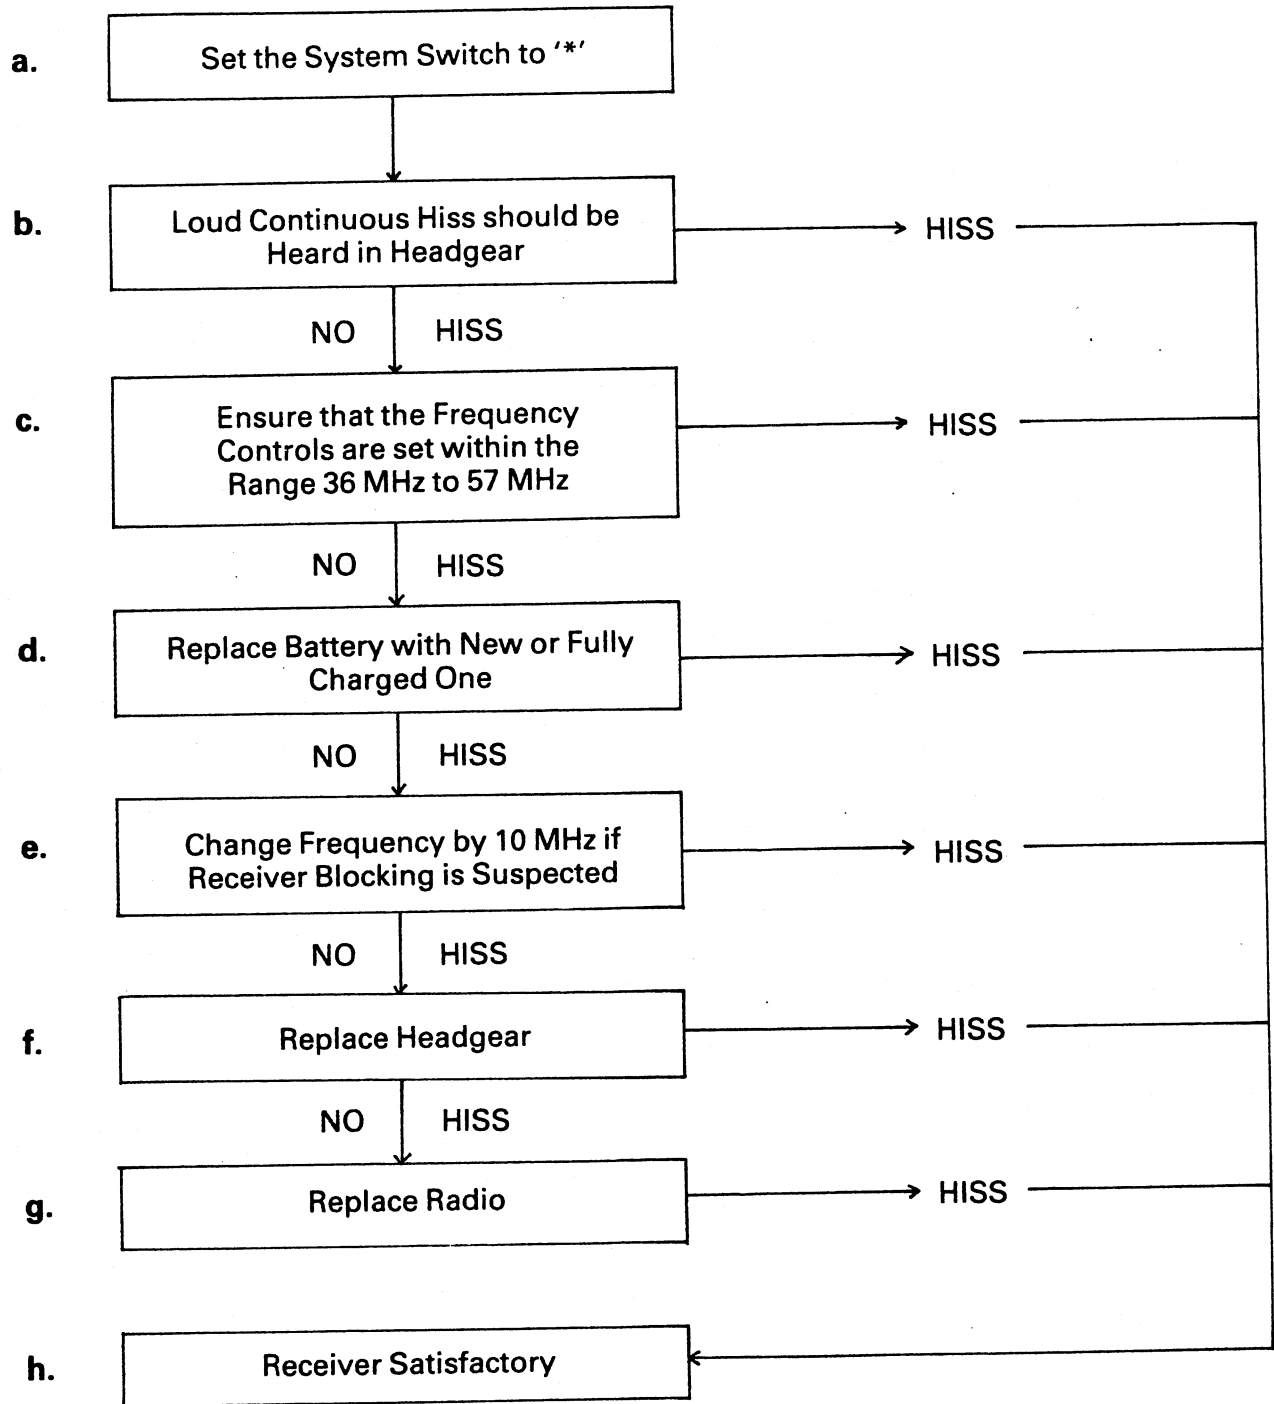 a.
Set the System Switch to ‘*’
b.
Loud Continuous Hiss should be
Heard in Headgear
HISS
NO HISS
c.
Ensure that the Frequency
Controls are set within the
Range 36 MHz to 57 MHz
HISS
NO HISS
d.
Replace Battery with New or Fully
Charged One
HISS
NO HISS
e.
Change Frequency by 10 MHz if
Receiver Blocking is Suspected
HISS
NO HISS
f.
Replace Headgear
HISS
NO HISS
g.
Replace Radio
HISS
h.
Receiver Satisfactory